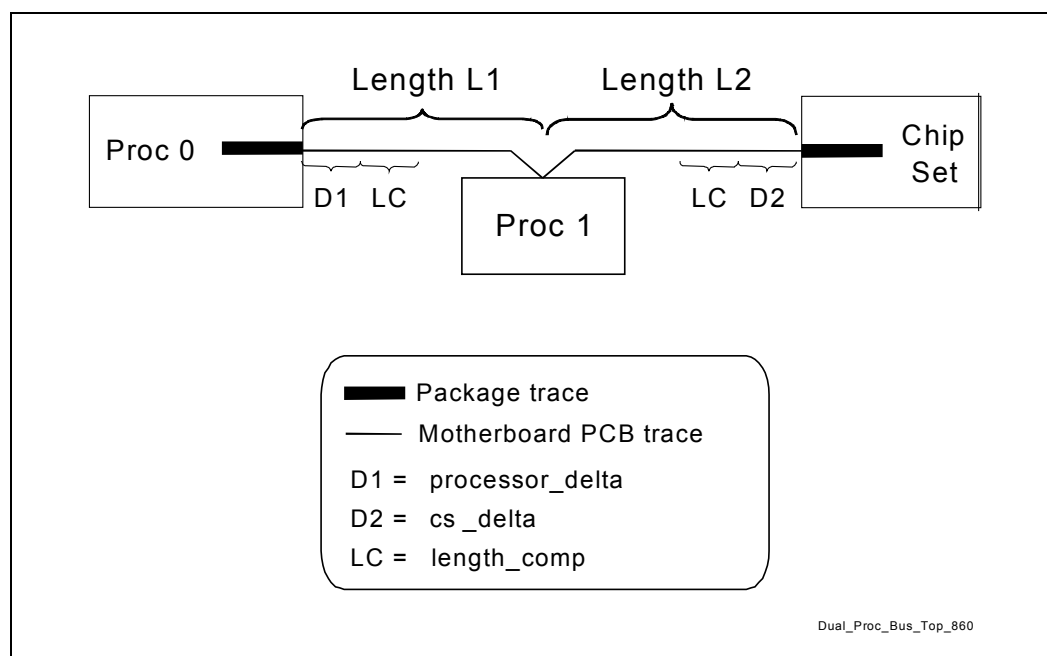 Length L1
Length L2
Proc 0
Chip
Set
D1
LC
LC
D2
Proc 1
Package trace
Motherboard PCB trace
D1 = processor_delta
D2 = cs _delta
LC = length_comp
Dual_Proc_Bus_Top_860